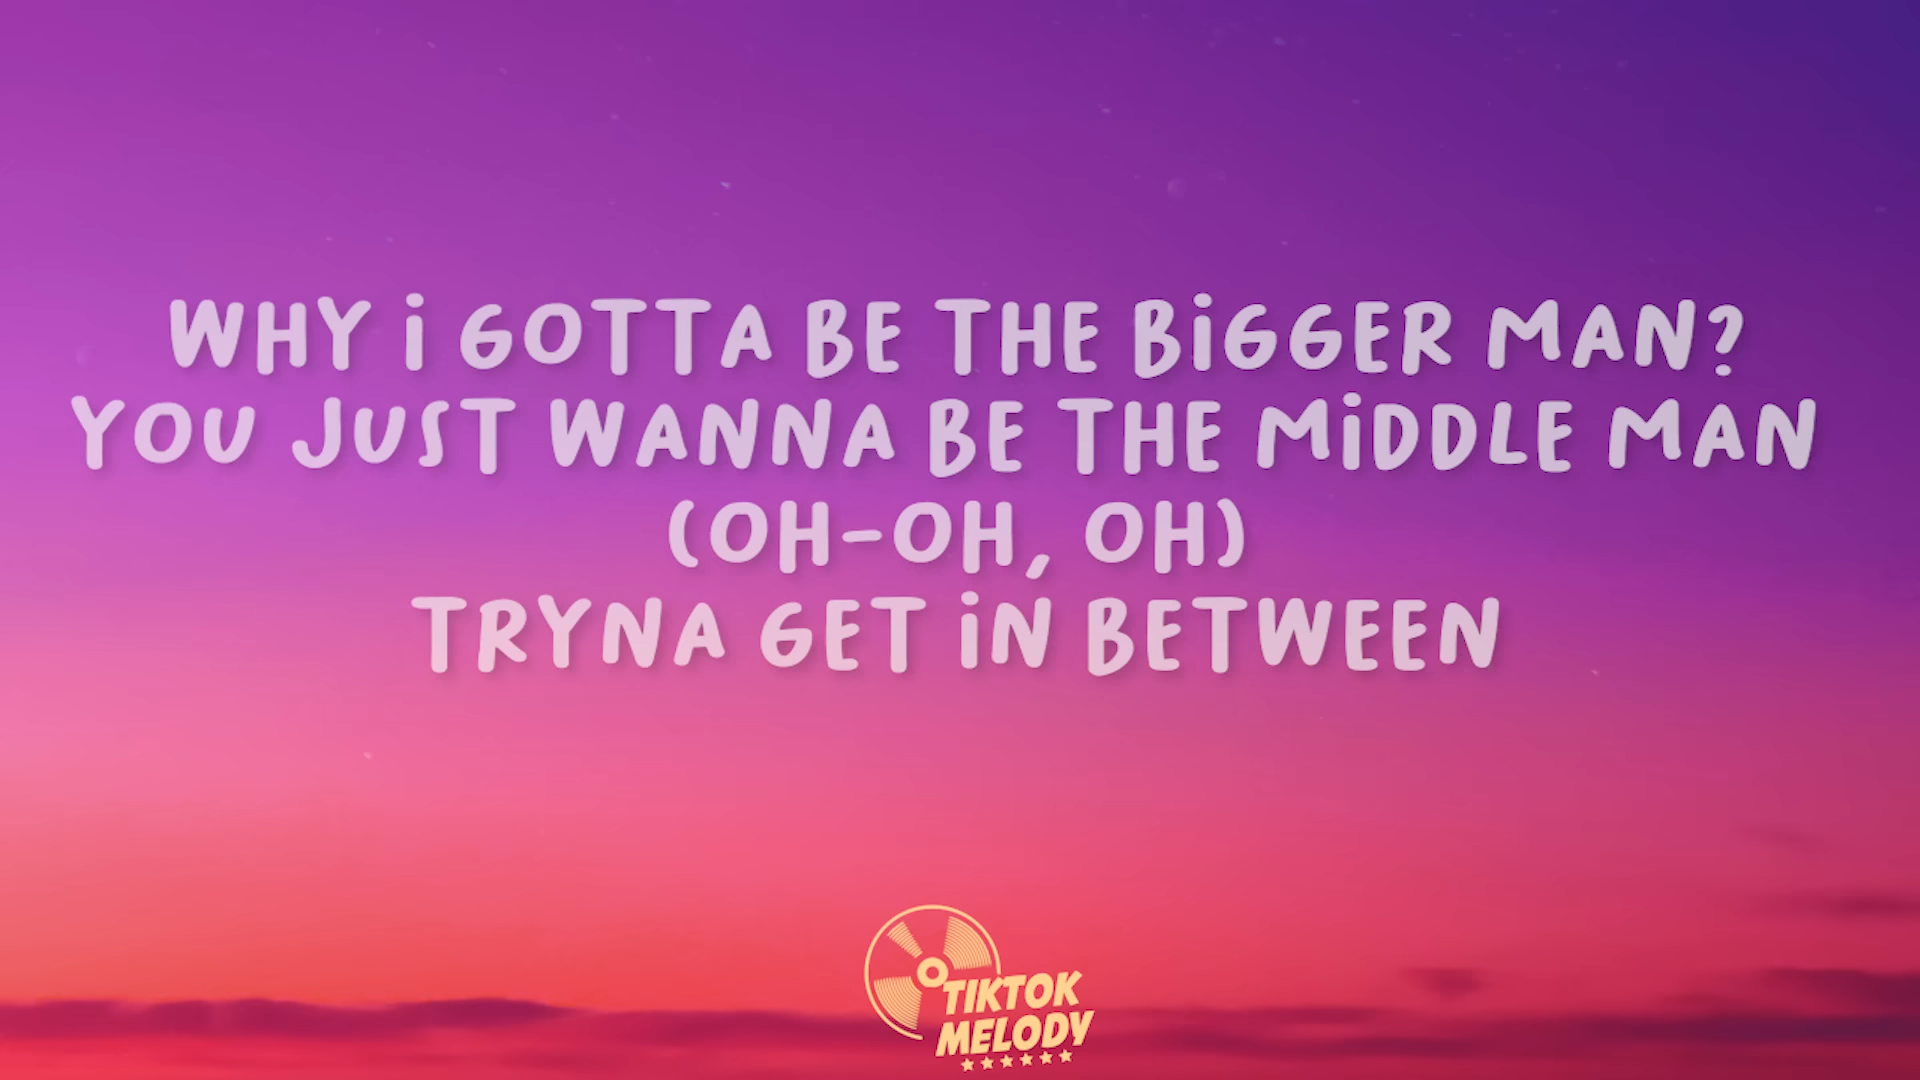 WHY i GOTTA BE THE BiGGER MAN?
YOU JUST WANNA BE THE MiDDLE MAN
(OH-OH, OH)
TRYNA GET iN BETWEEN
TIKTOK
MELODY